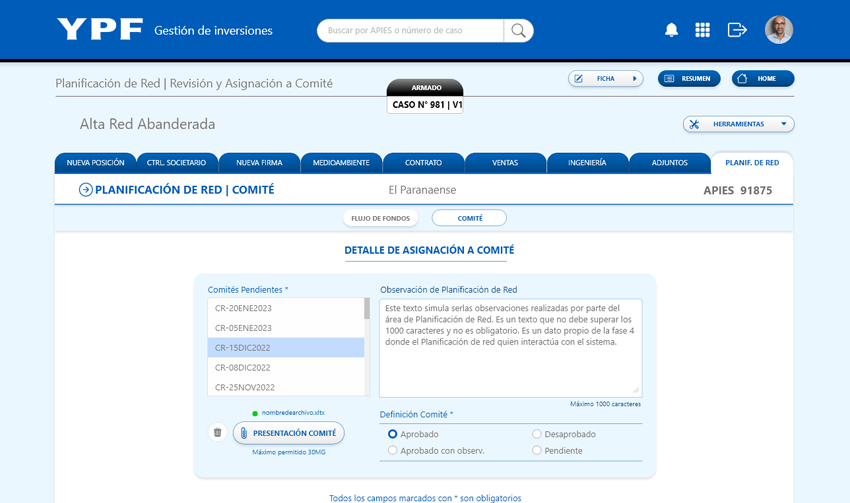 YPF
Gestión de inversiones
Buscar por APIES o número de caso
Planificación de Red | Revisión y Asignación a Comité
ARMADO
CASO N° 981 | V1
FICHA
RESUMEN
HOME
Alta Red Abanderada
HERRAMIENTAS
NUEVA POSICIÓN
CTRL. SOCIETARIO
NUEVA FIRMA
MEDIOAMBIENTE
CONTRATO
VENTAS
INGENIERÍA
ADJUNTOS
PLANIF. DE RED
PLANIFICACIÓN DE RED | COMITÉ
El Paranaense
APIES 91875
FLUJO DE FONDOS
COMITÉ
DETALLE DE ASIGNACIÓN A COMITÉ
Comités Pendientes *
CR-20ENE2023
CR-05ENE2023
CR-15DIC2022
CR-08DIC2022
CR-25NOV2022
nombredearchivo.xltx
PRESENTACIÓN COMITÉ
Máximo permitido 30MG
Observación de Planificación de Red
Este texto simula serlas observaciones realizadas por parte del
área de Planificación de Red. Es un texto que no debe superar los
1000 caracteres y no es obligatorio. Es un dato propio de la fase 4
donde el Planificación de red quien interactúa con el sistema.
Máximo 1000 caracteres
Definición Comité *
Aprobado
Desaprobado
Aprobado con observ.
Pendiente
Todos los campos marcados con * son obligatorios